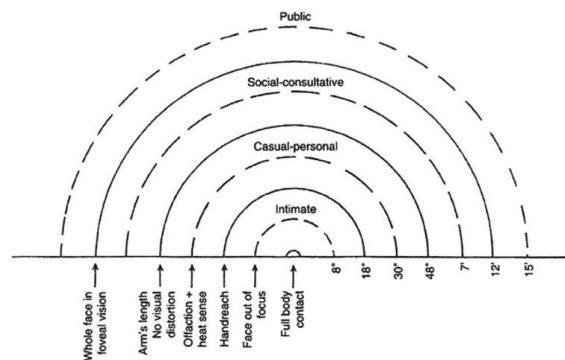 Public
Social-consultative
Casual-personal
Intimate
8"
18"
30"
48"
7'
12'
15'
Whole face in
foveal vision
Arm's length
No visual
distortion
Olfaction +
heat sense
Handreach
Face out of
focus
Full body
contact